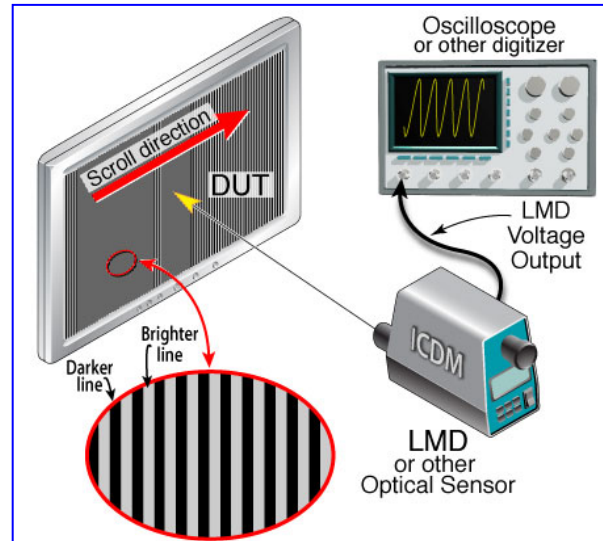 Oscilloscope
or other digitizer
Scroll direction
DUT
LMD
Voltage
Output
Brighter
line
Darker
line
ICDM
LMD
or other
Optical Sensor